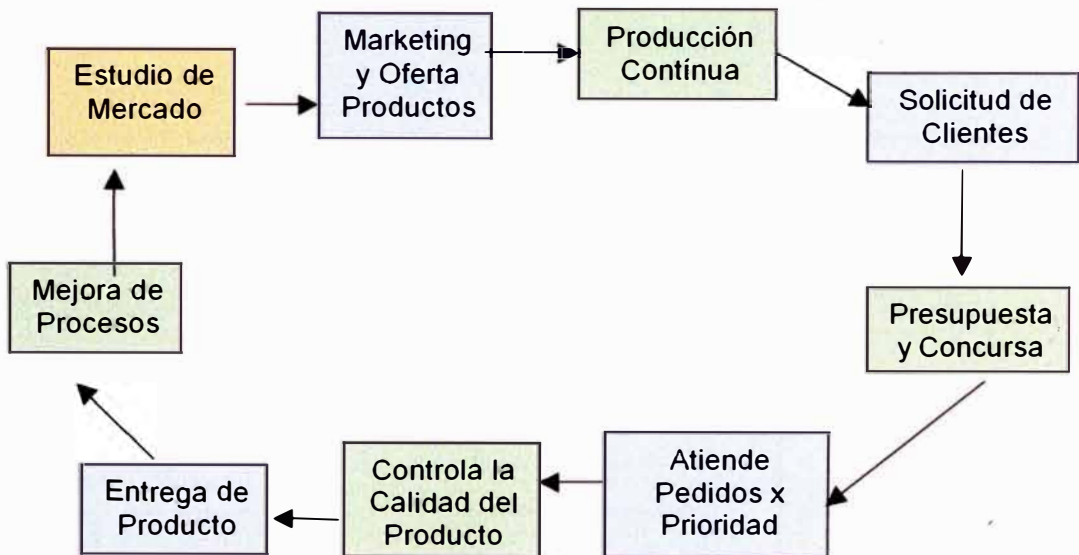 Estudio de
Mercado
Marketing
y Oferta
Productos
Producción
Contínua
Solicitud de
Clientes
Presupuesta
y Concursa
Atiende
Pedidos x
Prioridad
Controla la
Calidad del
Producto
Entrega de
Producto
Mejora de
Procesos